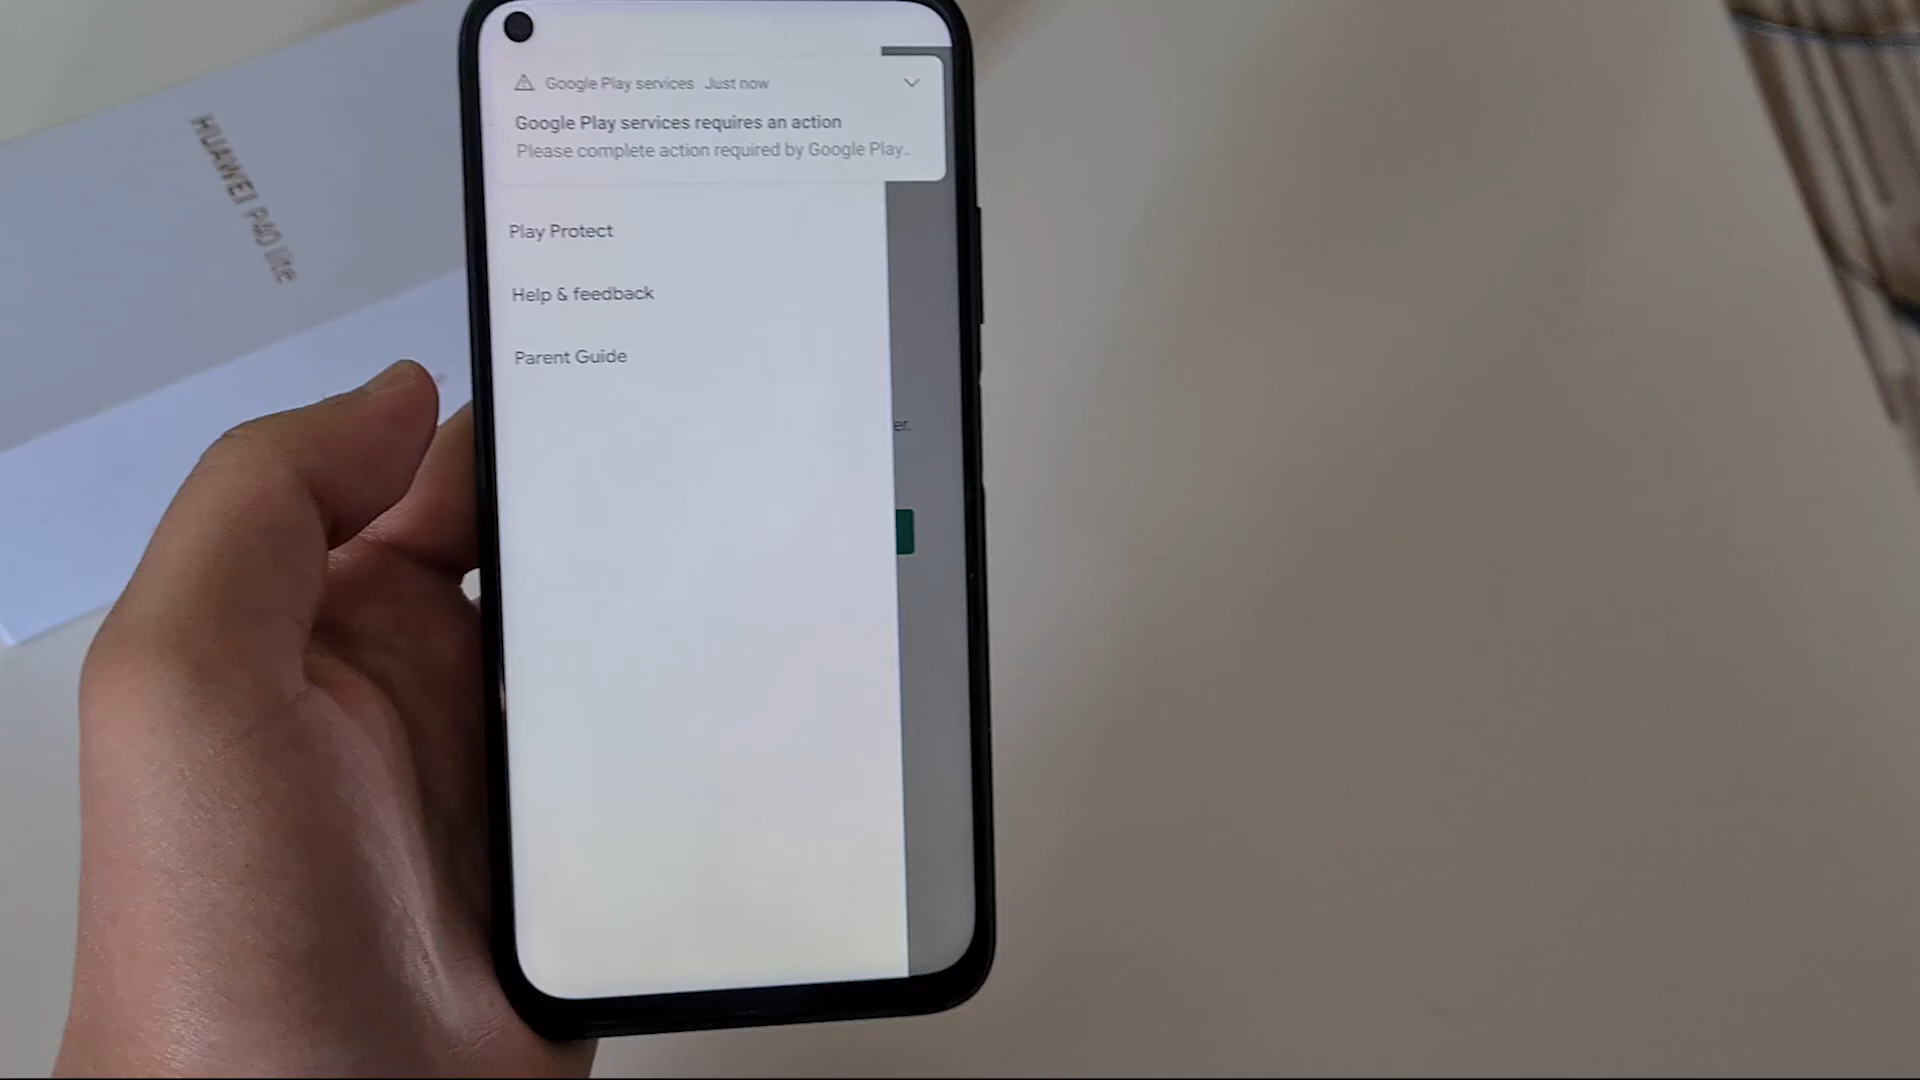 HUAWEI P40 lite
Google Play services Just now
Google Play services requires an action
Please complete action required by Google Play..
Play Protect
Help & feedback
Parent Guide
er.